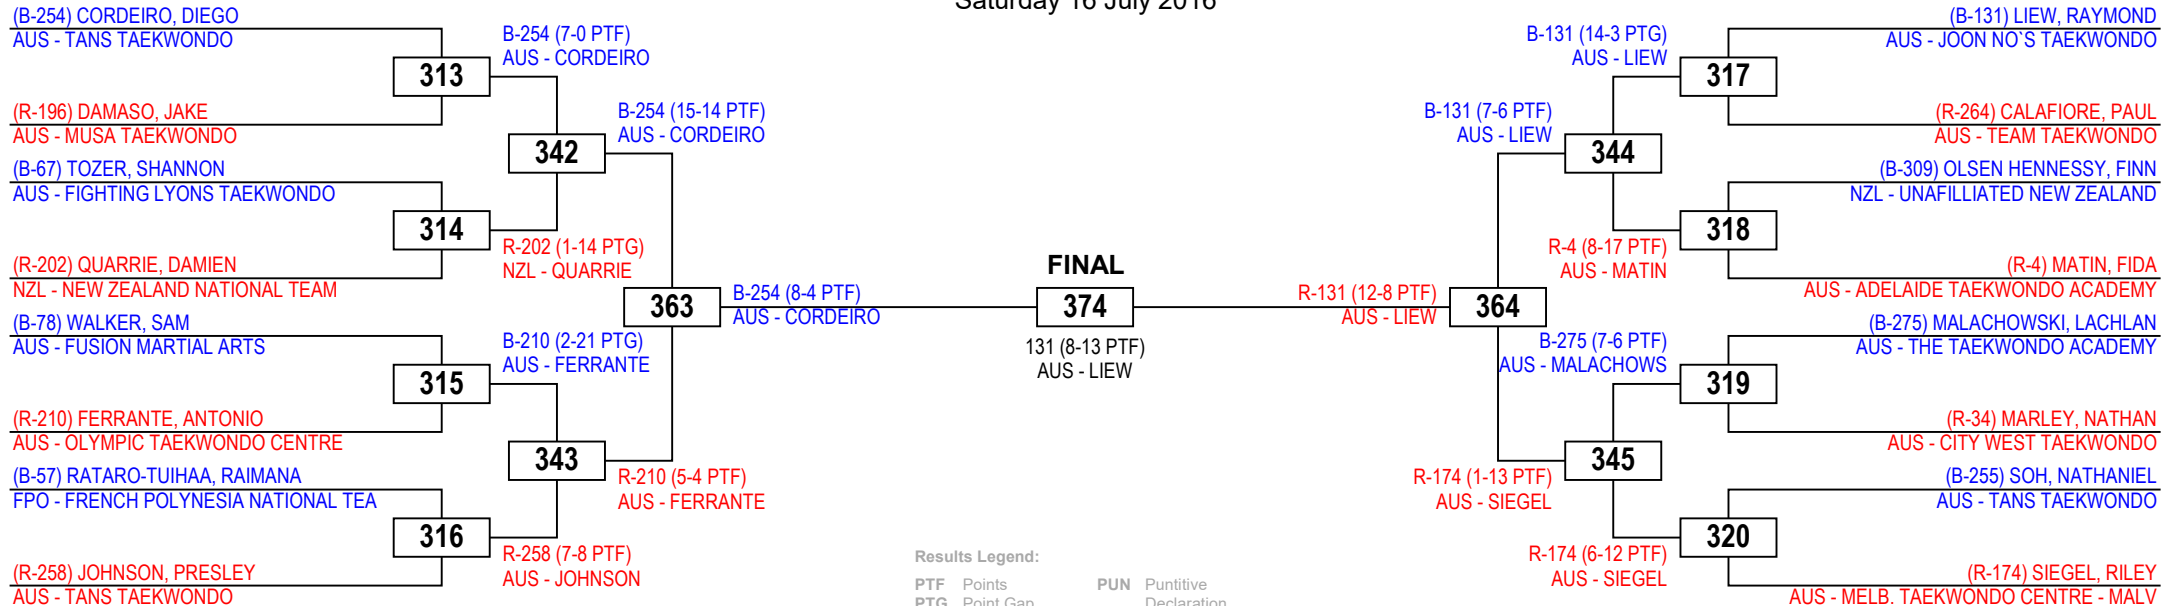 Saturday 16 July 2016
(B-254) CORDEIRO, DIEGO
AUS - TANS TAEKWONDO
(R-196) DAMASO, JAKE
AUS - MUSA TAEKWONDO
(B-67) TOZER, SHANNON
AUS - FIGHTING LYONS TAEKWONDO
(R-202) QUARRIE, DAMIEN
NZL - NEW ZEALAND NATIONAL TEAM
(B-78) WALKER, SAM
AUS - FUSION MARTIAL ARTS
(R-210) FERRANTE, ANTONIO
AUS - OLYMPIC TAEKWONDO CENTRE
(B-57) RATARO-TUIHAA, RAIMANA
FPO - FRENCH POLYNESIA NATIONAL TEA
(R-258) JOHNSON, PRESLEY
AUS - TANS TAEKWONDO
313
314
315
316
B-254 (7-0 PTF)
AUS - CORDEIRO
R-202 (1-14 PTG)
NZL - QUARRIE
B-210 (2-21 PTG)
AUS - FERRANTE
R-258 (7-8 PTF)
AUS - JOHNSON
342
343
B-254 (15-14 PTF)
AUS - CORDEIRO
R-210 (5-4 PTF)
AUS - FERRANTE
363
B-254 (8-4 PTF)
AUS - CORDEIRO
FINAL
374
131 (8-13 PTF)
AUS - LIEW
R-131 (12-8 PTF)
AUS - LIEW
364
B-131 (7-6 PTF)
AUS - LIEW
R-174 (1-13 PTF)
AUS - SIEGEL
344
345
B-131 (14-3 PTG)
AUS - LIEW
R-4 (8-17 PTF)
AUS - MATIN
B-275 (7-6 PTF)
AUS - MALACHOWS
R-174 (6-12 PTF)
AUS - SIEGEL
317
318
319
320
(B-131) LIEW, RAYMOND
AUS - JOON NO`S TAEKWONDO
(R-264) CALAFIORE, PAUL
AUS - TEAM TAEKWONDO
(B-309) OLSEN HENNESSY, FINN
NZL - UNAFILLIATED NEW ZEALAND
(R-4) MATIN, FIDA
AUS - ADELAIDE TAEKWONDO ACADEMY
(B-275) MALACHOWSKI, LACHLAN
AUS - THE TAEKWONDO ACADEMY
(R-34) MARLEY, NATHAN
AUS - CITY WEST TAEKWONDO
(B-255) SOH, NATHANIEL
AUS - TANS TAEKWONDO
(R-174) SIEGEL, RILEY
AUS - MELB. TAEKWONDO CENTRE - MALV
Results Legend:
PTF Points PUN Puntitive
PTG Point Gap Declaration